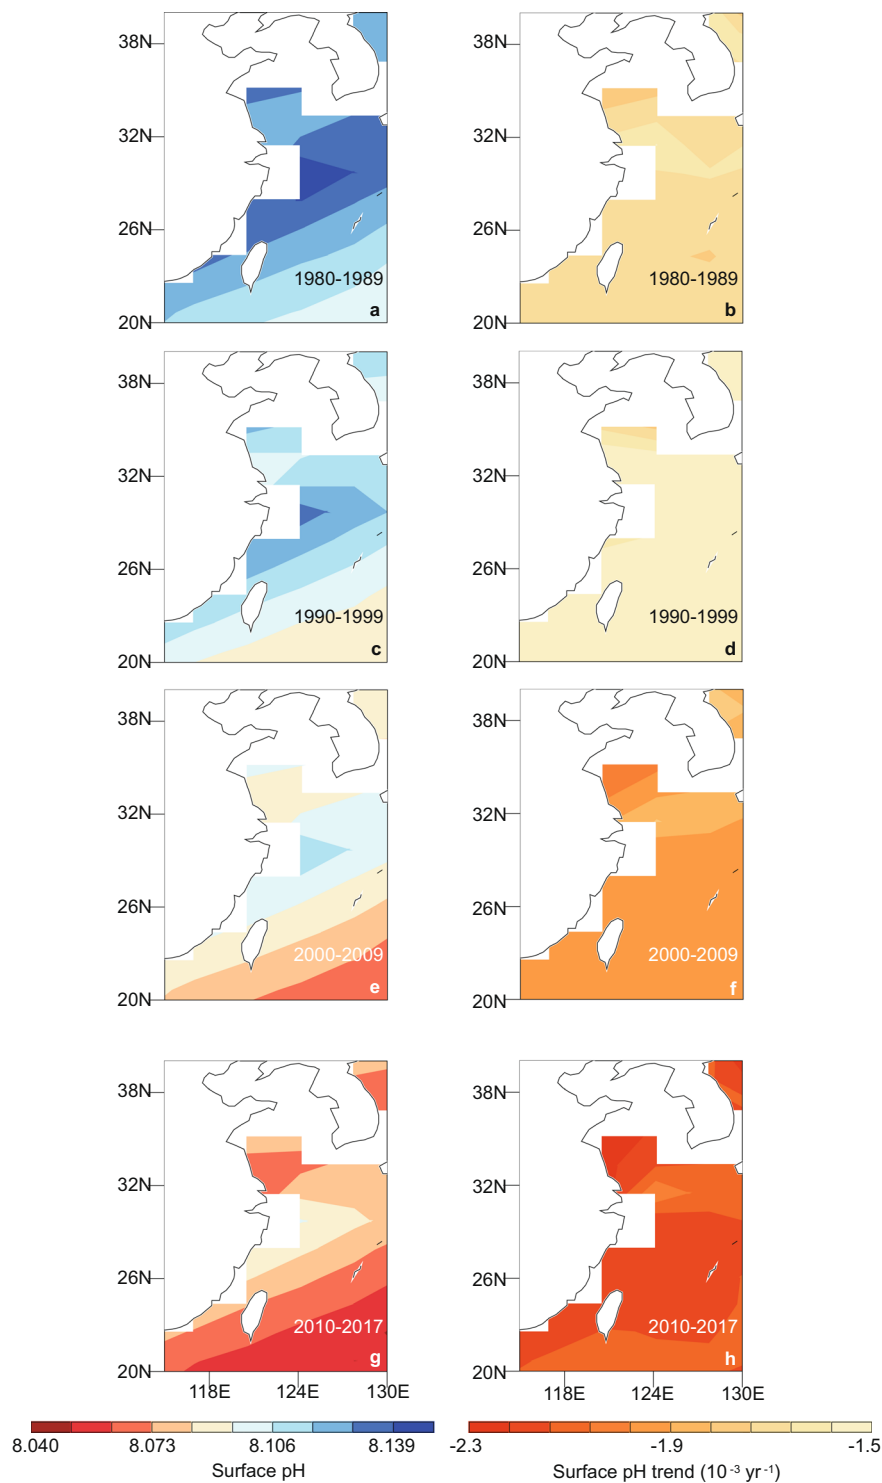 38N
32N
26N
20N
1980-1989
a
38N
32N
26N
20N
1980-1989
b
38N
32N
26N
20N
1990-1999
c
38N
32N
26N
20N
1990-1999
d
38N
32N
26N
20N
2000-2009
e
38N
32N
26N
20N
2000-2009
f
38N
32N
26N
20N
2010-2017
g
118E 124E 130E
38N
32N
26N
20N
2010-2017
h
118E 124E 130E
8.040 8.073 8.106 8.139
Surface pH
-2.3 -1.9 -1.5
Surface pH trend (10⁻³ yr⁻¹)